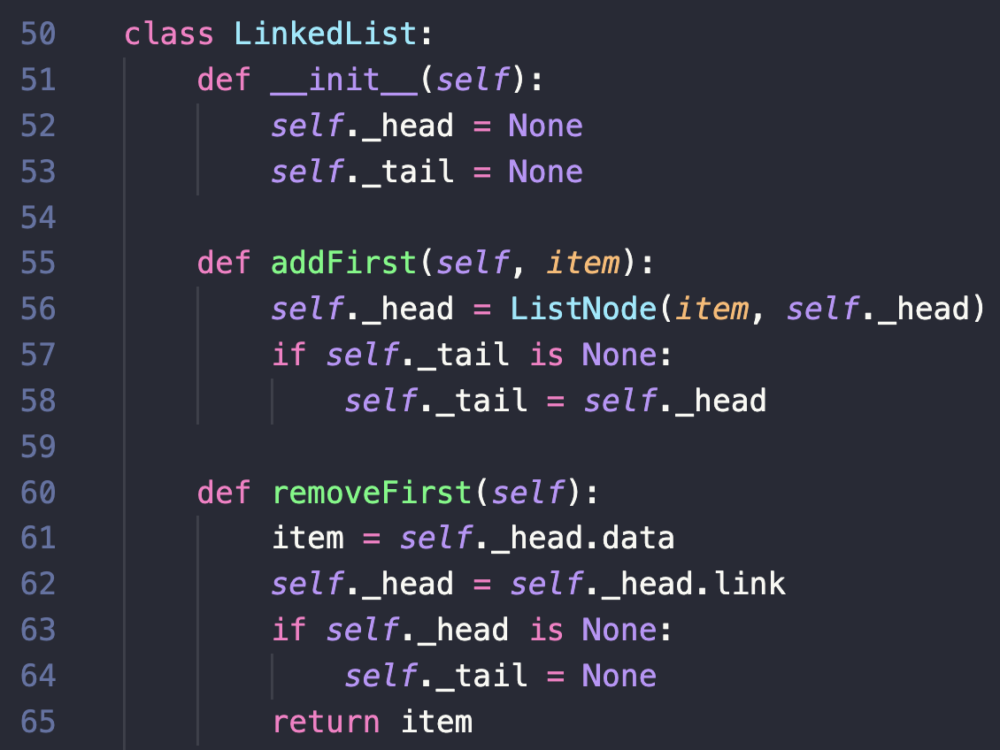 50 class LinkedList:
51     def __init__(self):
52         self._head = None
53         self._tail = None
54
55     def addFirst(self, item):
56         self._head = ListNode(item, self._head)
57         if self._tail is None:
58             self._tail = self._head
59
60     def removeFirst(self):
61         item = self._head.data
62         self._head = self._head.link
63         if self._head is None:
64             self._tail = None
65         return item